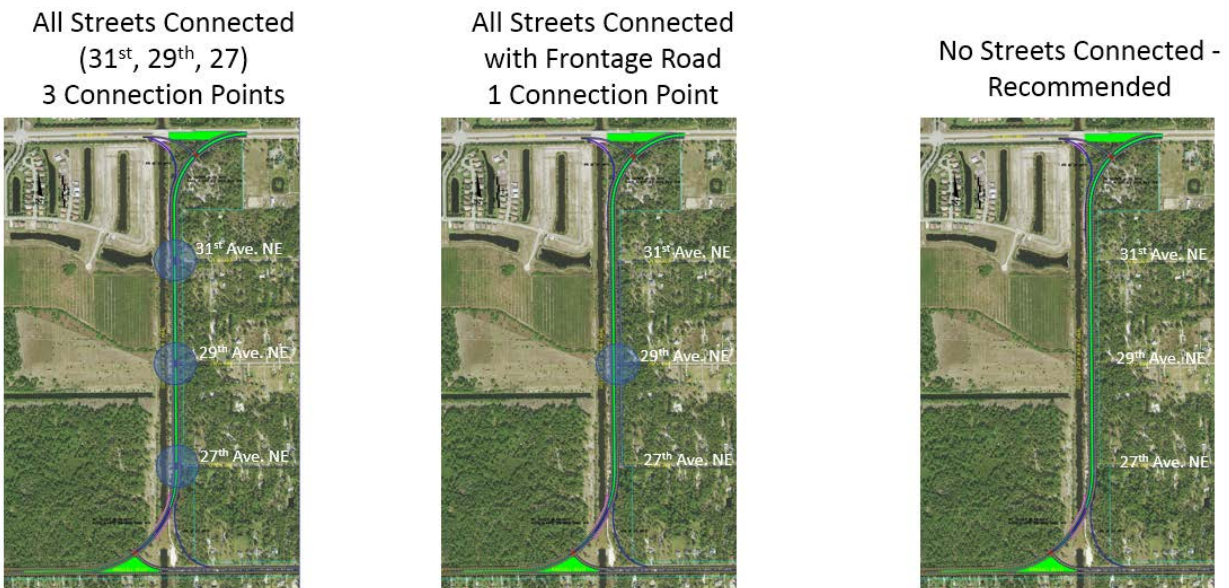 All Streets Connected
(31st, 29th, 27)
3 Connection Points
All Streets Connected
with Frontage Road
1 Connection Point
No Streets Connected -
Recommended
31st Ave. NE
29th Ave. NE
27th Ave. NE
31st Ave. NE
29th Ave. NE
27th Ave. NE
31st Ave. NE
29th Ave. NE
27th Ave. NE